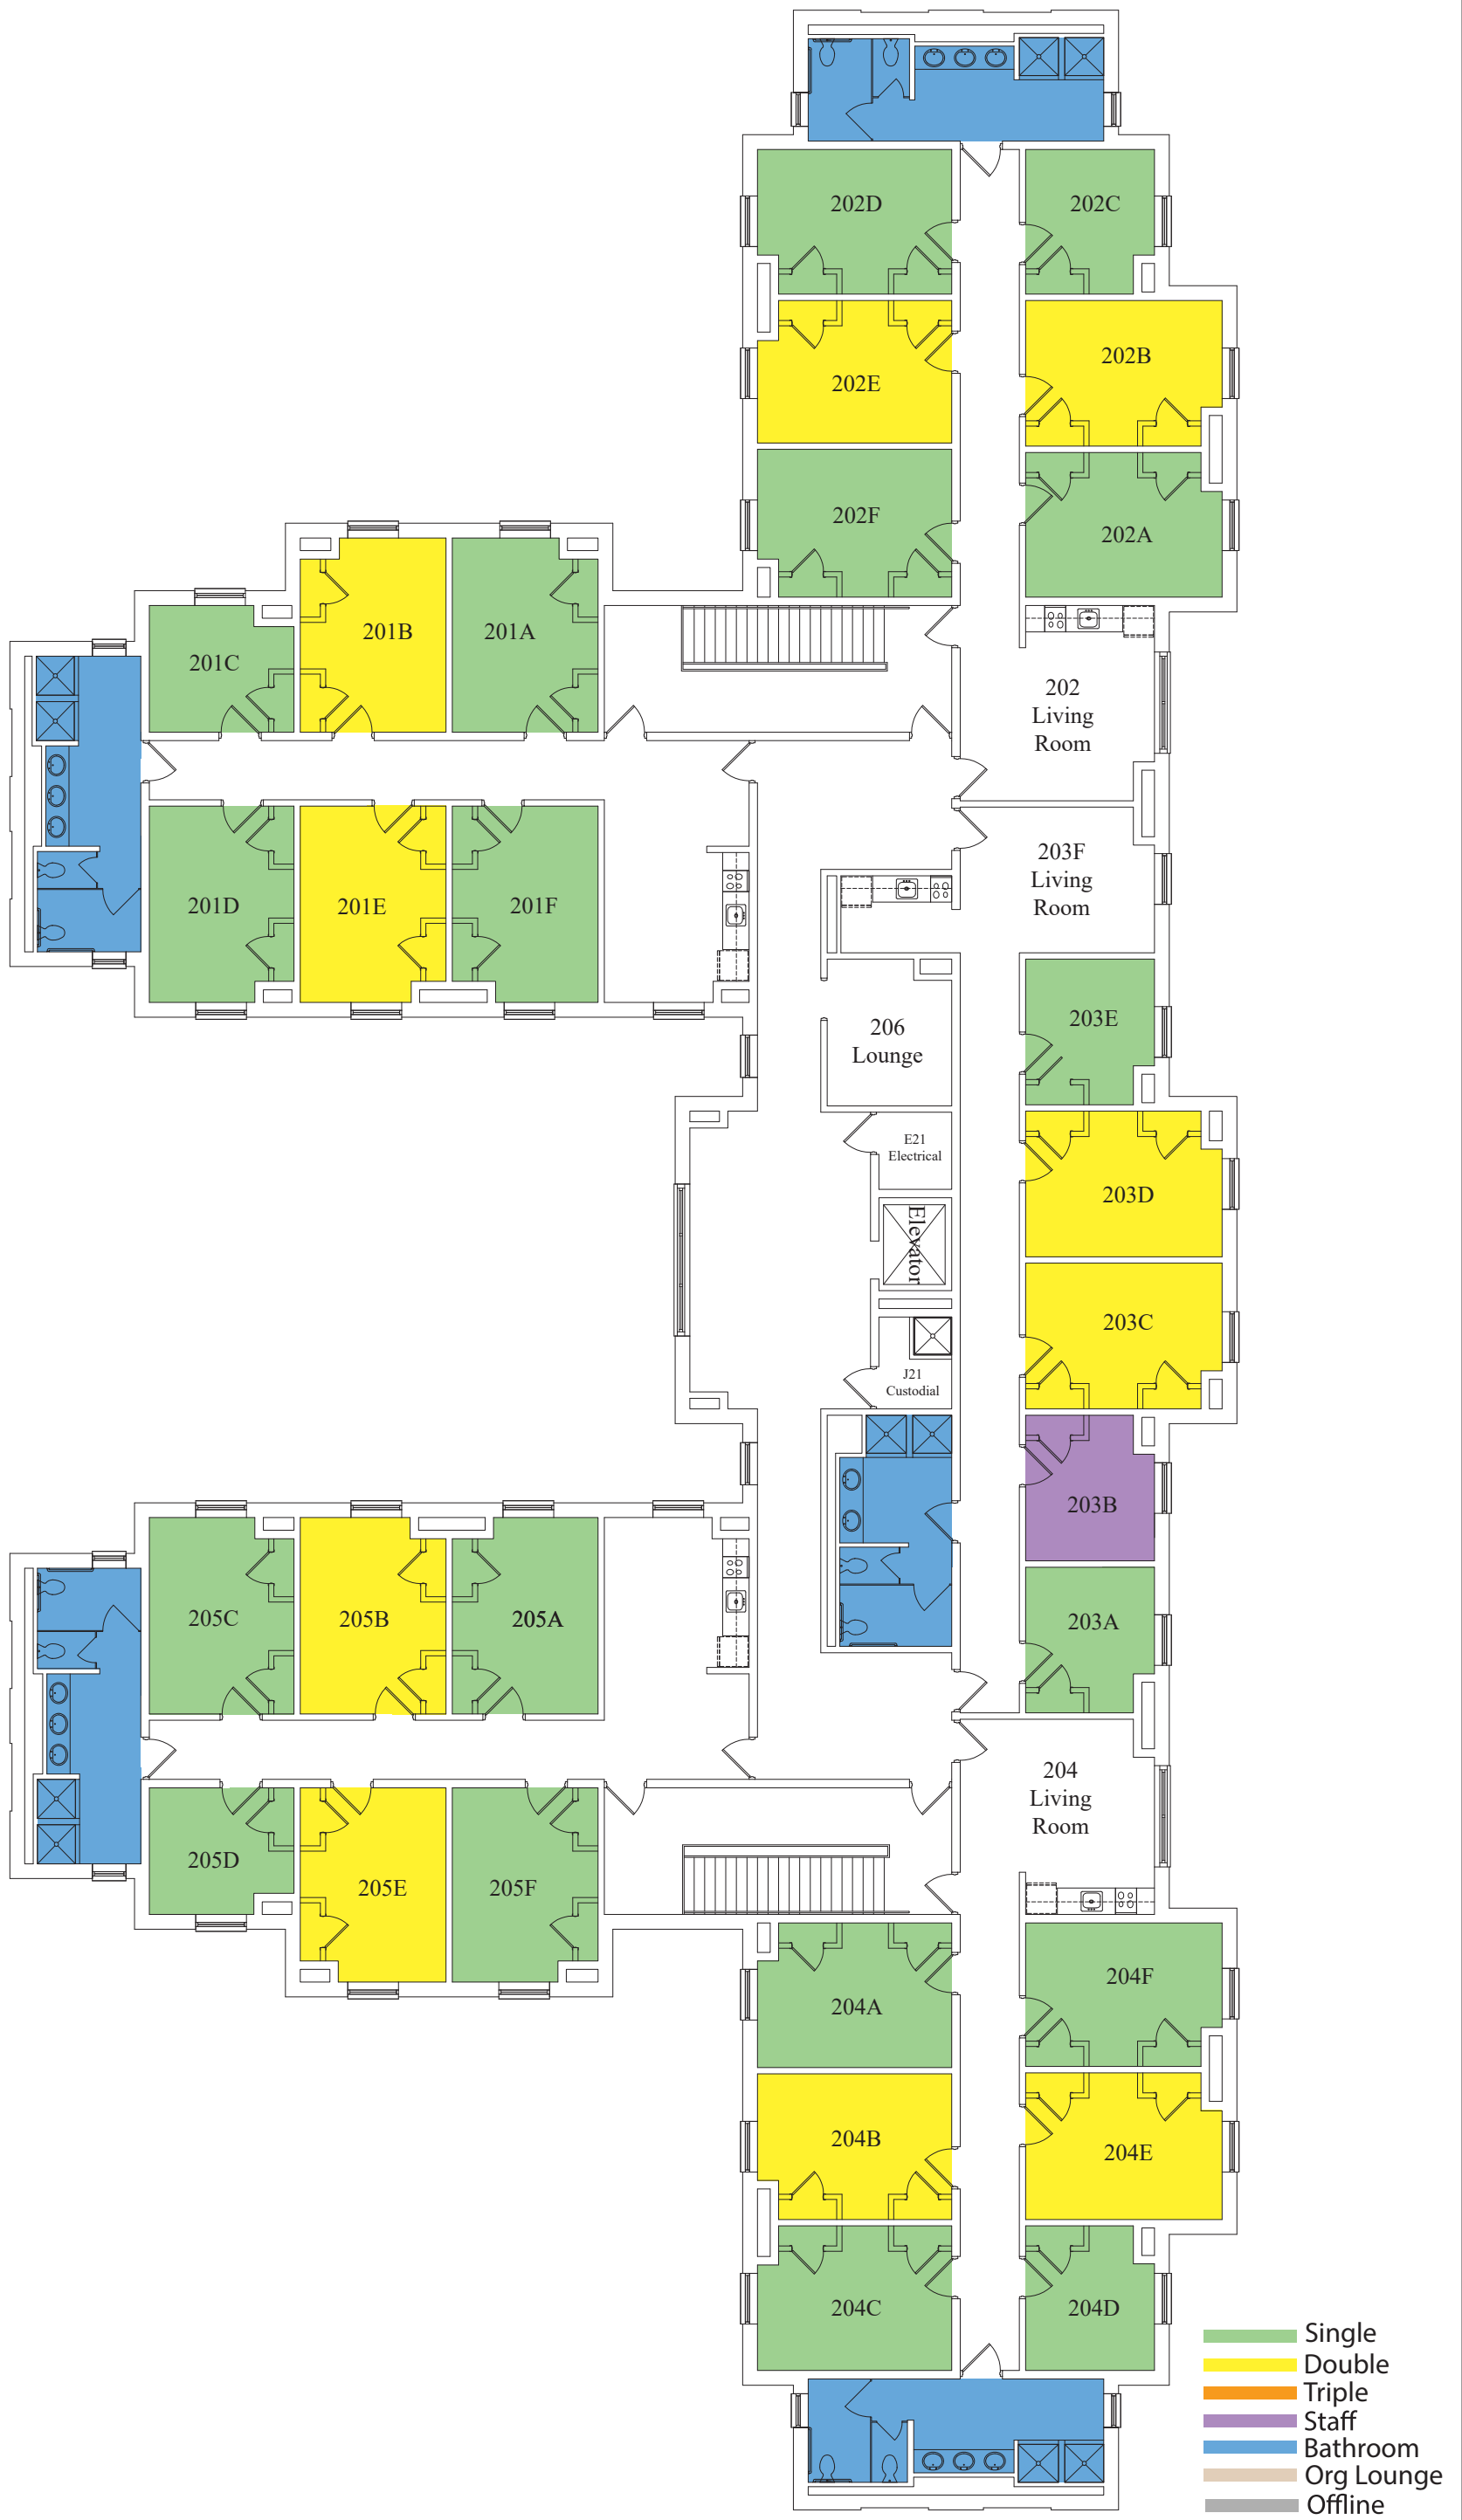 202D
202C
202B
202E
202F
202A
201B
201A
201C
202
Living
Room
203F
Living
Room
201D
201E
201F
206
Lounge
203E
E21
Electrical
203D
Elevator
203C
J21
Custodial
203B
205C
205B
205A
203A
204
Living
Room
205D
205E
205F
204F
204A
204B
204E
204C
204D
Single
Double
Triple
Staff
Bathroom
Org Lounge
Offline